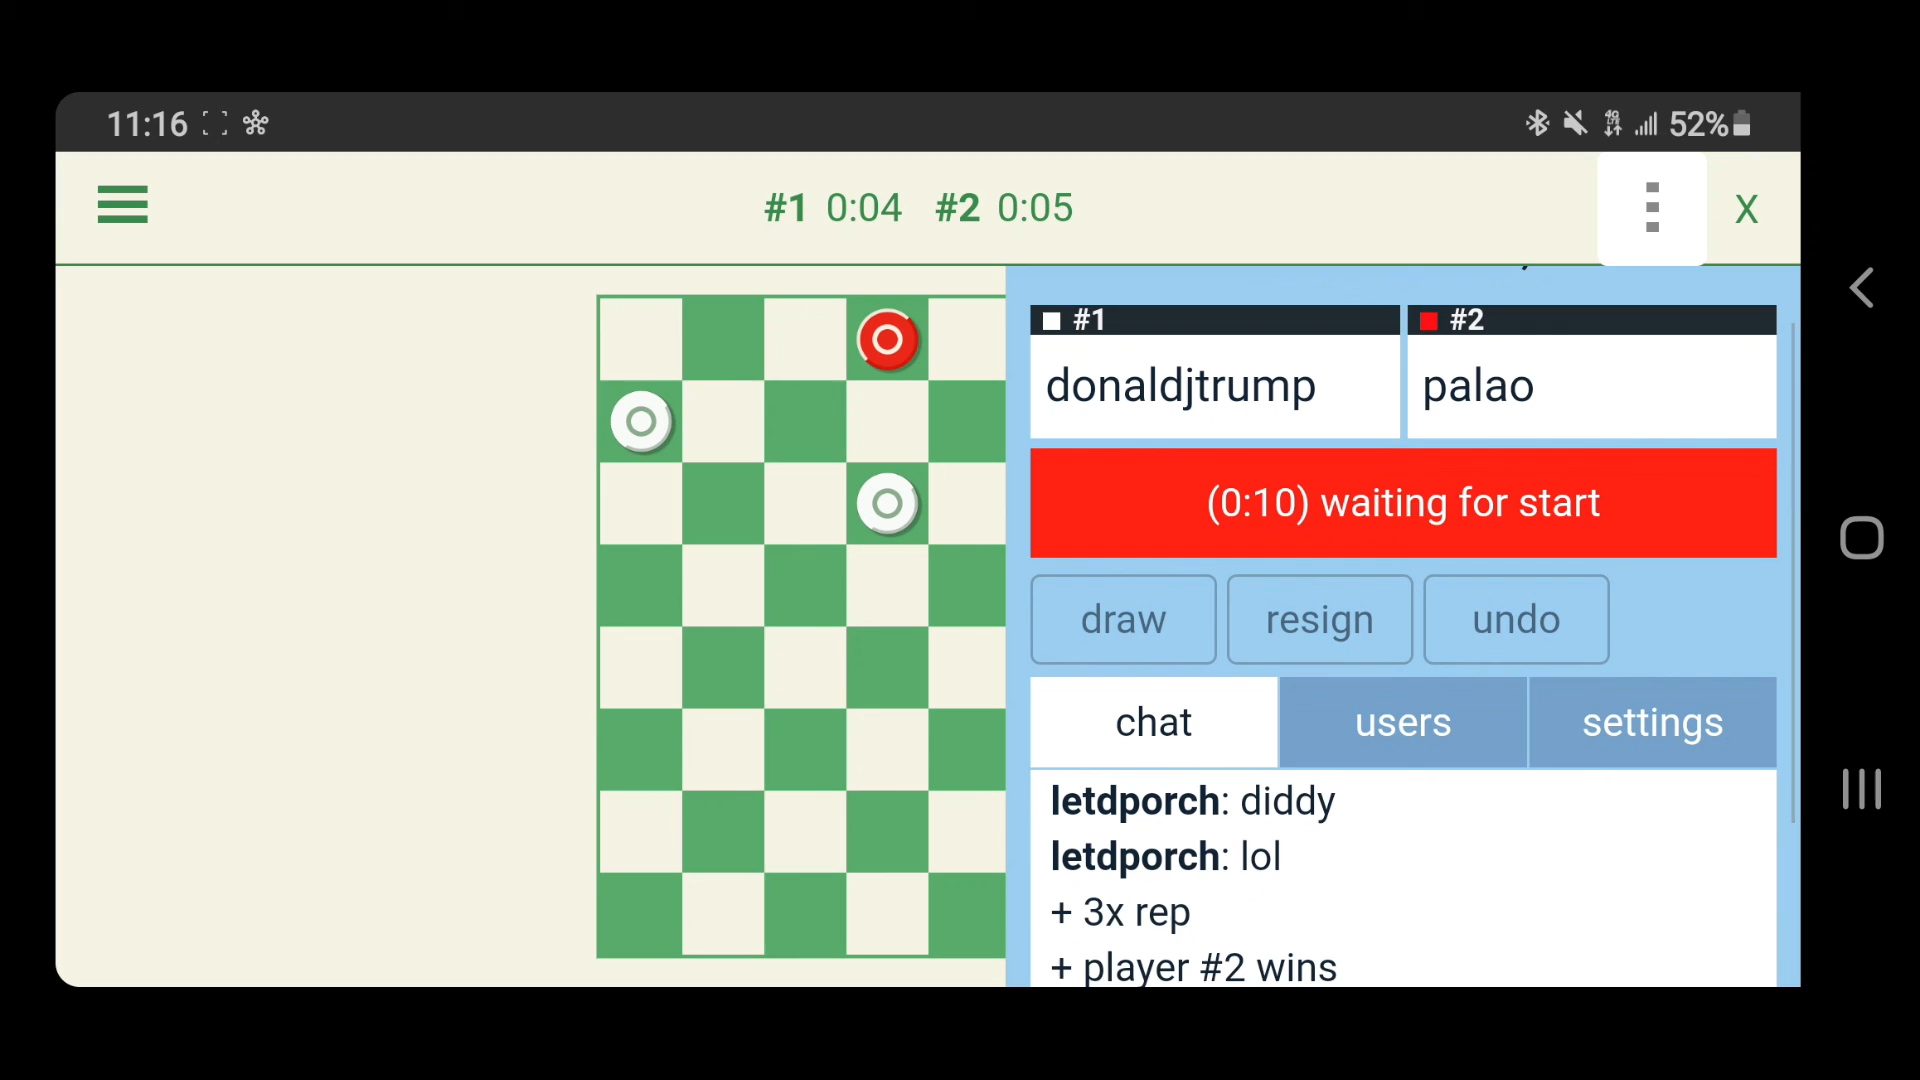 11:16
52%
#1 0:04 #2 0:05
X
#1
#2
donaldjtrump
palao
(0:10) waiting for start
draw
resign
undo
chat
users
settings
letdporch: diddy
letdporch: lol
+ 3x rep
+ player #2 wins